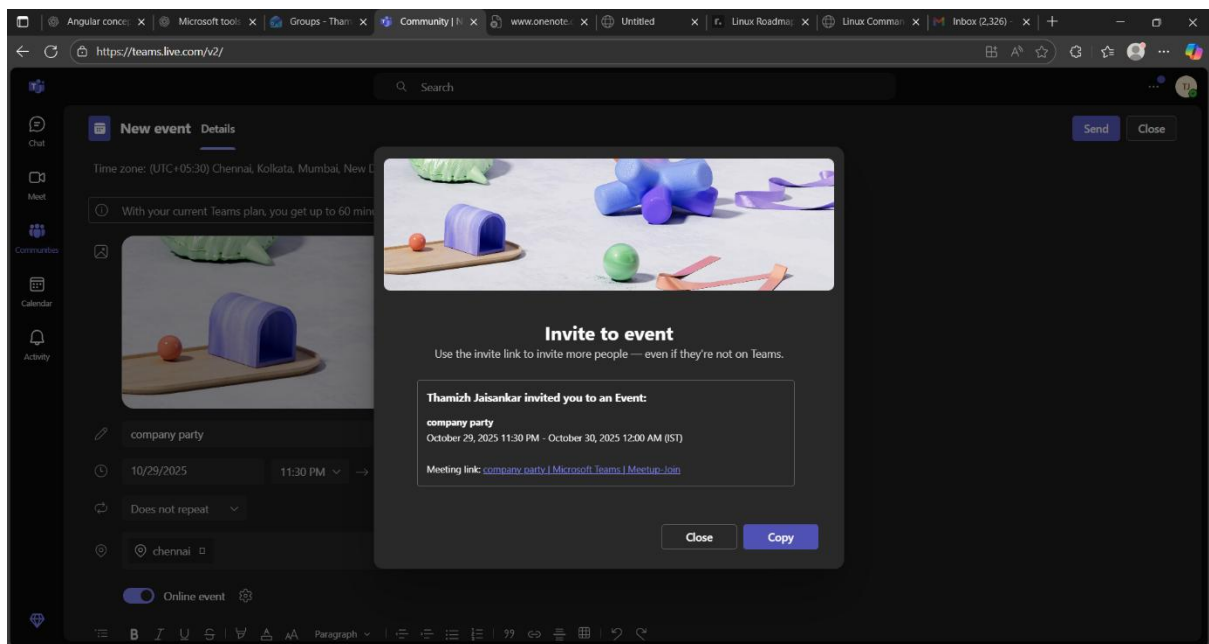 Angular concep
Microsoft tools
Groups - Tham
Community |
www.onenote.
Untitled
Linux Roadmap
Linux Comman
Inbox (2,326) -
https://teams.live.com/v2/
Search
TJ
Chat
Meet
Communities
Calendar
Activity
New event Details
Send
Close
Time zone: (UTC+05:30) Chennai, Kolkata, Mumbai, New D
With your current Teams plan, you get up to 60 minu
company party
10/29/2025
11:30 PM
Does not repeat
chennai
Online event
B I U S
Paragraph
Invite to event
Use the invite link to invite more people — even if they're not on Teams.
Thamizh Jaisankar invited you to an Event:
company party
October 29, 2025 11:30 PM - October 30, 2025 12:00 AM (IST)
Meeting link: company party | Microsoft Teams | Meetup-Join
Close
Copy